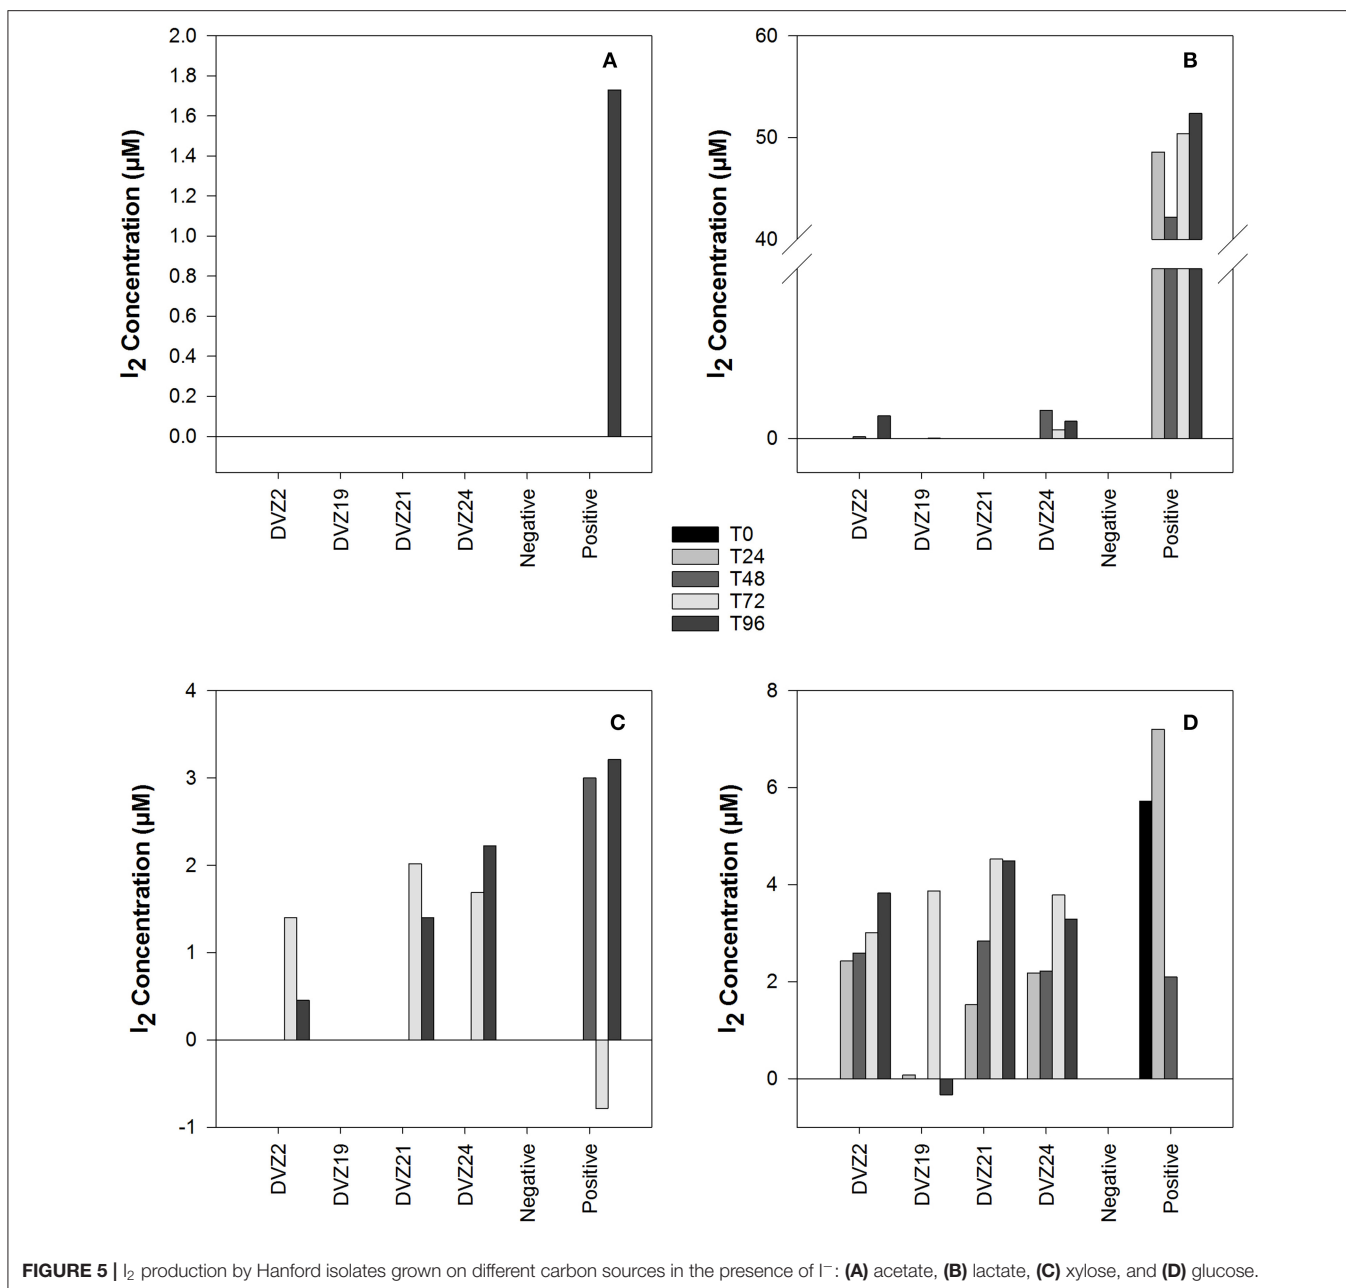 A
I2 Concentration (µM)
2.0
1.8
1.6
1.4
1.2
1.0
0.8
0.6
0.4
0.2
0.0
DVZ2
DVZ19
DVZ21
DVZ24
Negative
Positive
B
I2 Concentration (µM)
60
50
40
0
DVZ2
DVZ19
DVZ21
DVZ24
Negative
Positive
T0
T24
T48
T72
T96
C
I2 Concentration (µM)
4
3
2
1
0
-1
DVZ2
DVZ19
DVZ21
DVZ24
Negative
Positive
D
I2 Concentration (µM)
8
6
4
2
0
DVZ2
DVZ19
DVZ21
DVZ24
Negative
Positive
FIGURE 5 | I2 production by Hanford isolates grown on different carbon sources in the presence of I−: (A) acetate, (B) lactate, (C) xylose, and (D) glucose.